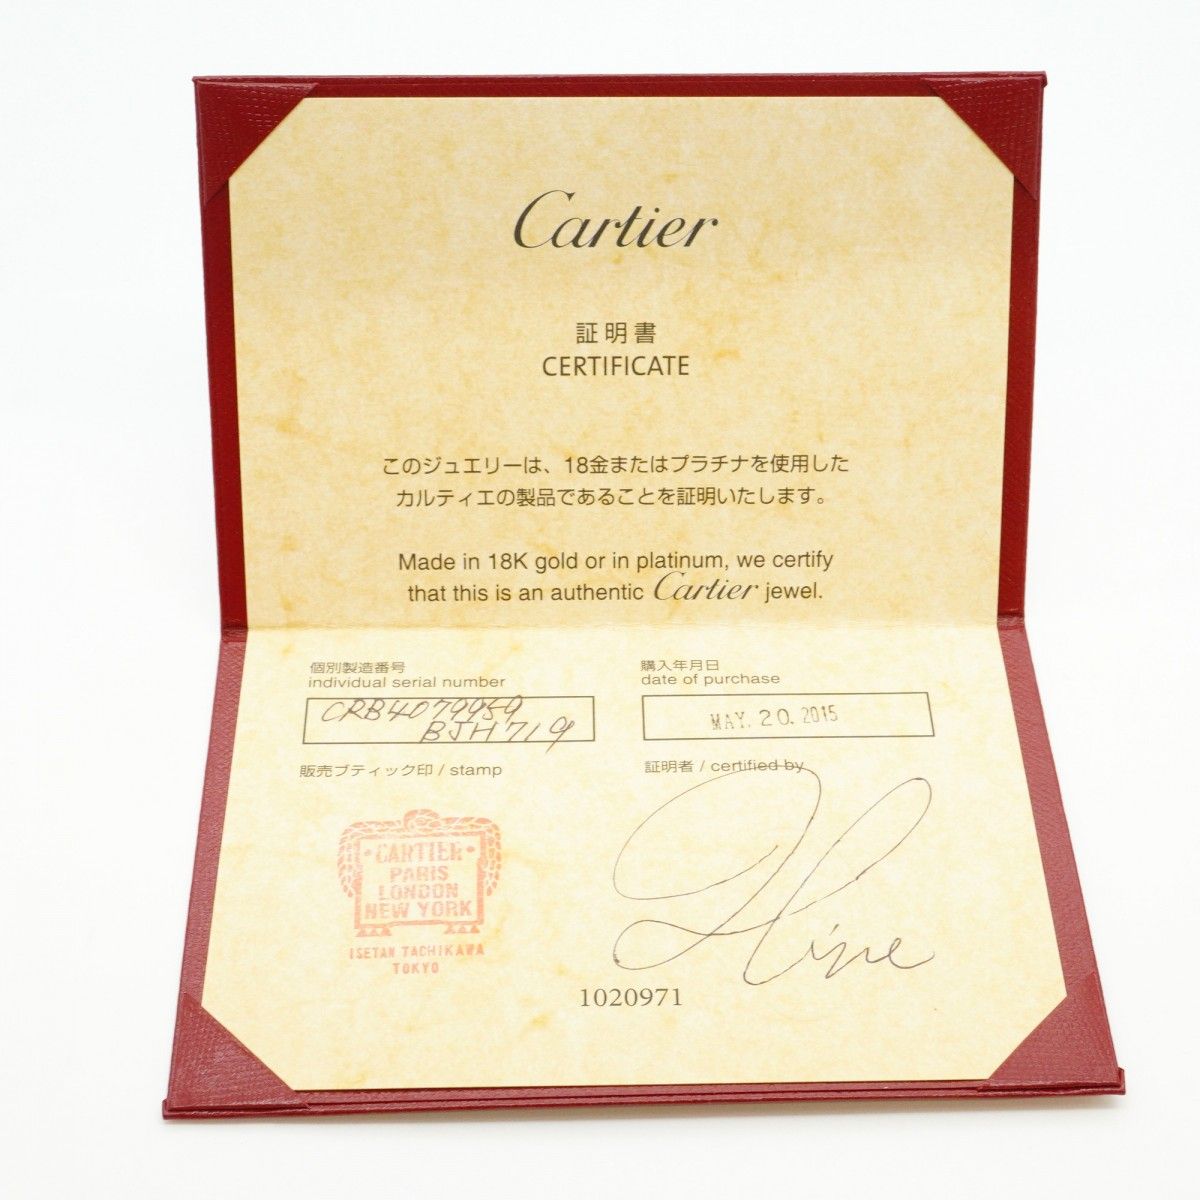 Cartier
証明書
CERTIFICATE
このジュエリーは、18金またはプラチナを使用した
カルティエの製品であることを証明いたします。
Made in 18K gold or in platinum, we certify
that this is an authentic Cartier jewel.
個別製造番号
individual serial number
CRB4079959
BJH719
購入年月日
date of purchase
MAY. 20. 2015
販売ブティック印 / stamp
CARTIER
PARIS
LONDON
NEW YORK
ISETAN TACHIKAWA
TOKYO
証明者 / certified by
1020971